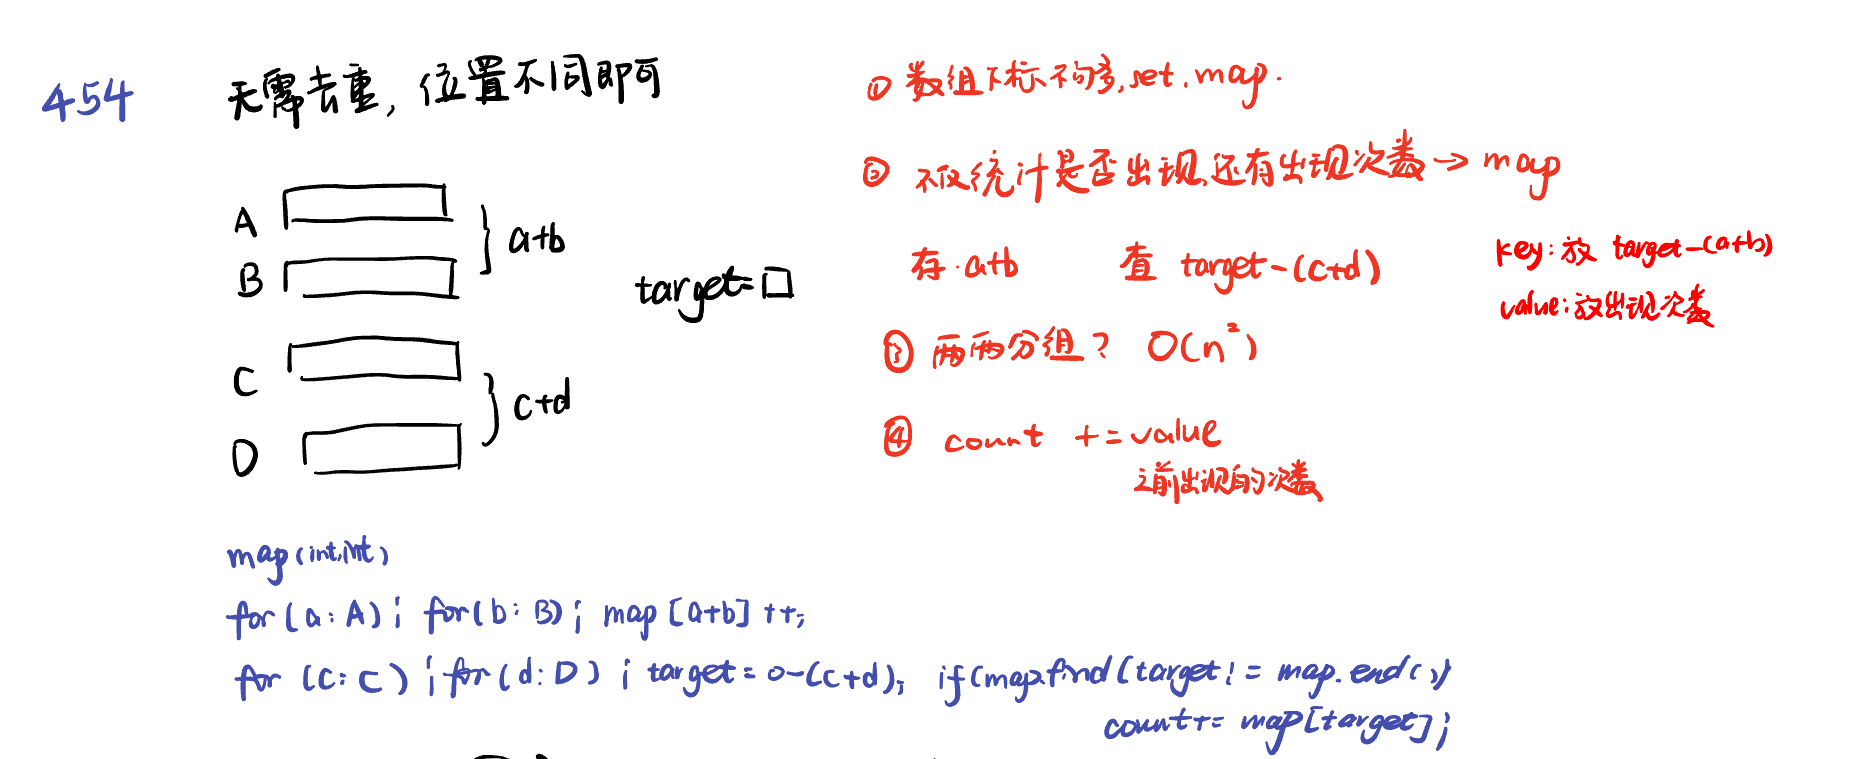 454
无需去重，位置不同即可
A
B
a+b
C
D
c+d
target=□
① 数组下标不够多,set.map.
② 不仅统计是否出现,还有出现次数→map
存.a+b 查 target-(c+d)
key:放 target-(a+b)
value:放出现次数
③ 两两分组？ O(n²)
④ count +=value
之前出现的次数
map(int,int)
for(a:A); for(b:B); map[a+b]++;
for (c:C); for(d:D); target=0-(c+d); if(map.find(target!=map.end())
count+= map[target];